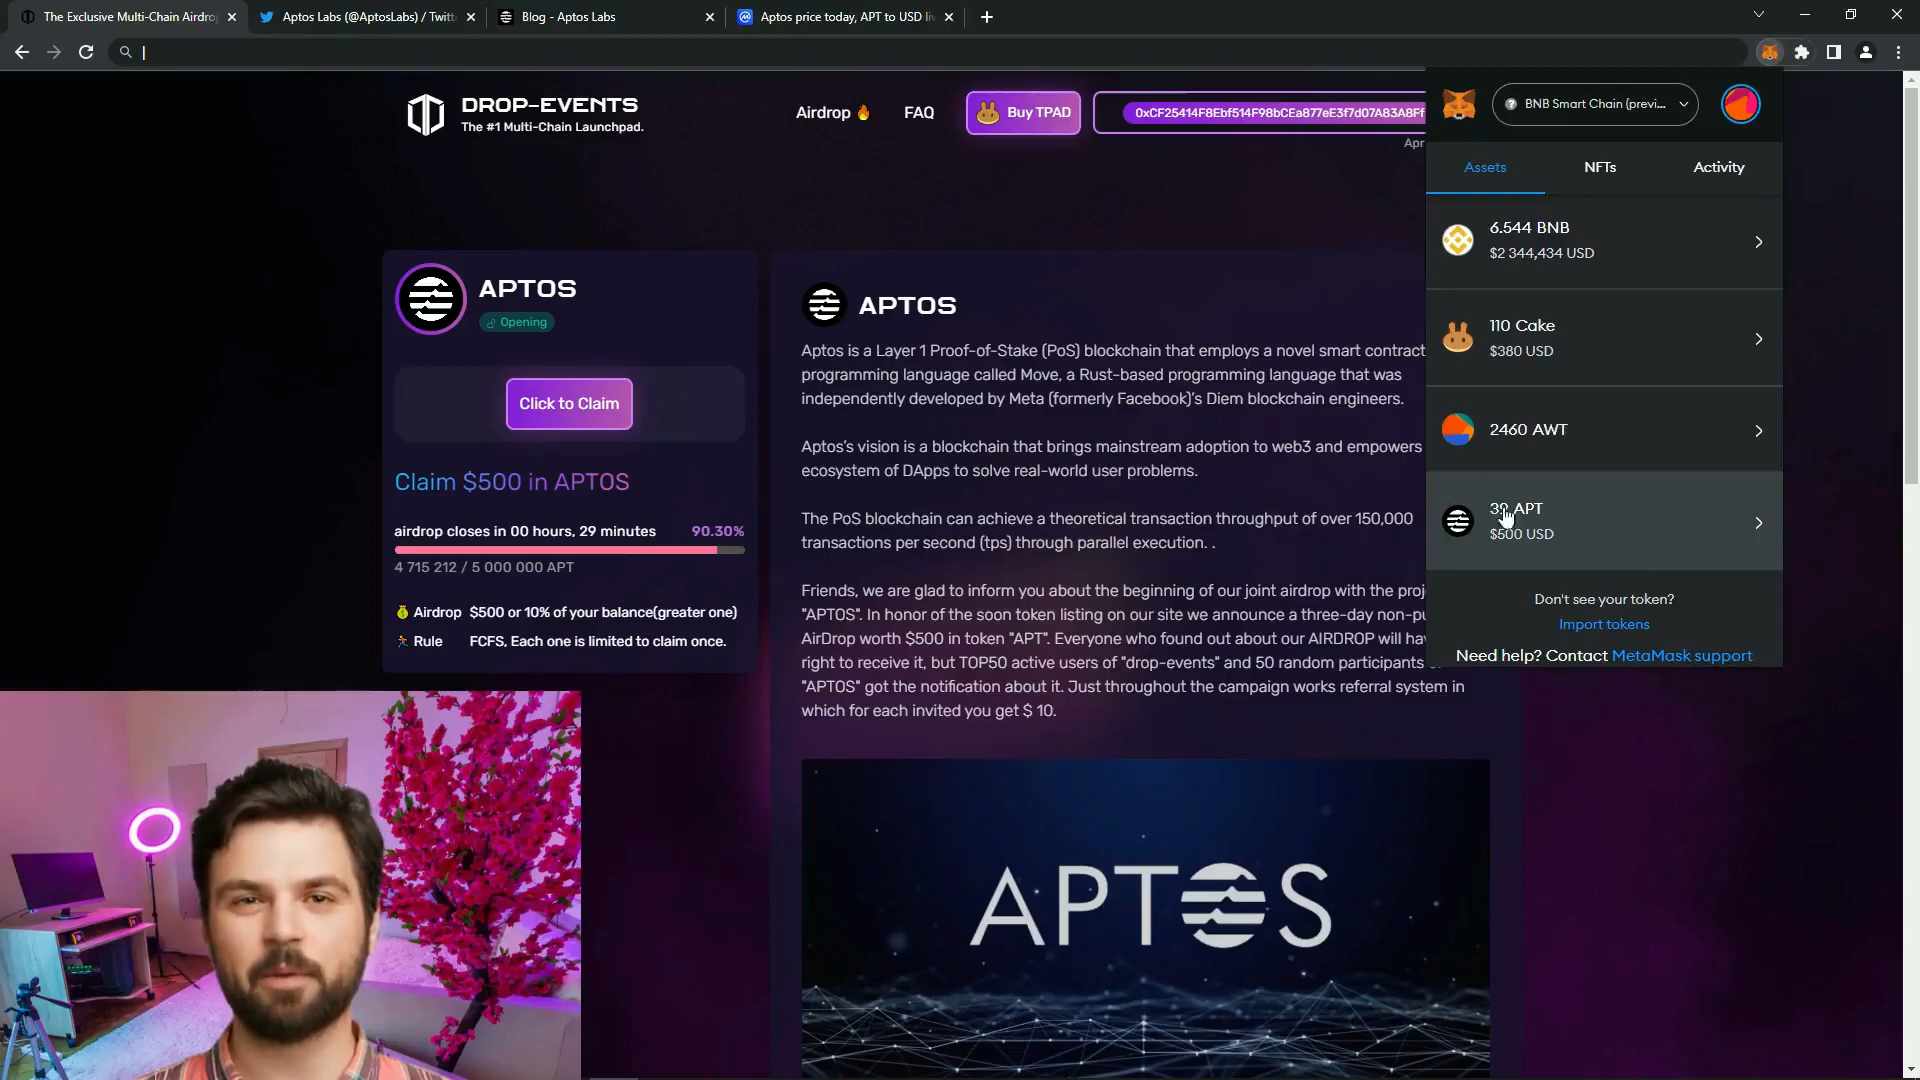 The Exclusive Multi-Chain Airdro
Aptos Labs (@AptosLabs) / Twitt
Blog - Aptos Labs
Aptos price today, APT to USD li
DROP-EVENTS
The #1 Multi-Chain Launchpad.
Airdrop 🔥
FAQ
Buy TPAD
0xCF25414F8Ebf514F98bCEa877eE3f7d07A83A8Ff
Apr
BNB Smart Chain (previ...
Assets
NFTs
Activity
6.544 BNB
$2 344,434 USD
110 Cake
$380 USD
2460 AWT
APT
$500 USD
Don't see your token?
Import tokens
Need help? Contact MetaMask support
APTOS
Opening
Click to Claim
Claim $500 in APTOS
airdrop closes in 00 hours, 29 minutes 90.30%
4 715 212 / 5 000 000 APT
Airdrop $500 or 10% of your balance(greater one)
Rule FCFS, Each one is limited to claim once.
APTOS
Aptos is a Layer 1 Proof-of-Stake (PoS) blockchain that employs a novel smart contract
programming language called Move, a Rust-based programming language that was
independently developed by Meta (formerly Facebook)'s Diem blockchain engineers.
Aptos's vision is a blockchain that brings mainstream adoption to web3 and empowers
ecosystem of DApps to solve real-world user problems.
The PoS blockchain can achieve a theoretical transaction throughput of over 150,000
transactions per second (tps) through parallel execution. .
Friends, we are glad to inform you about the beginning of our joint airdrop with the proj
"APTOS". In honor of the soon token listing on our site we announce a three-day non-pu
AirDrop worth $500 in token "APT". Everyone who found out about our AIRDROP will hav
right to receive it, but TOP50 active users of "drop-events" and 50 random participants
"APTOS" got the notification about it. Just throughout the campaign works referral system in
which for each invited you get $ 10.
APTOS